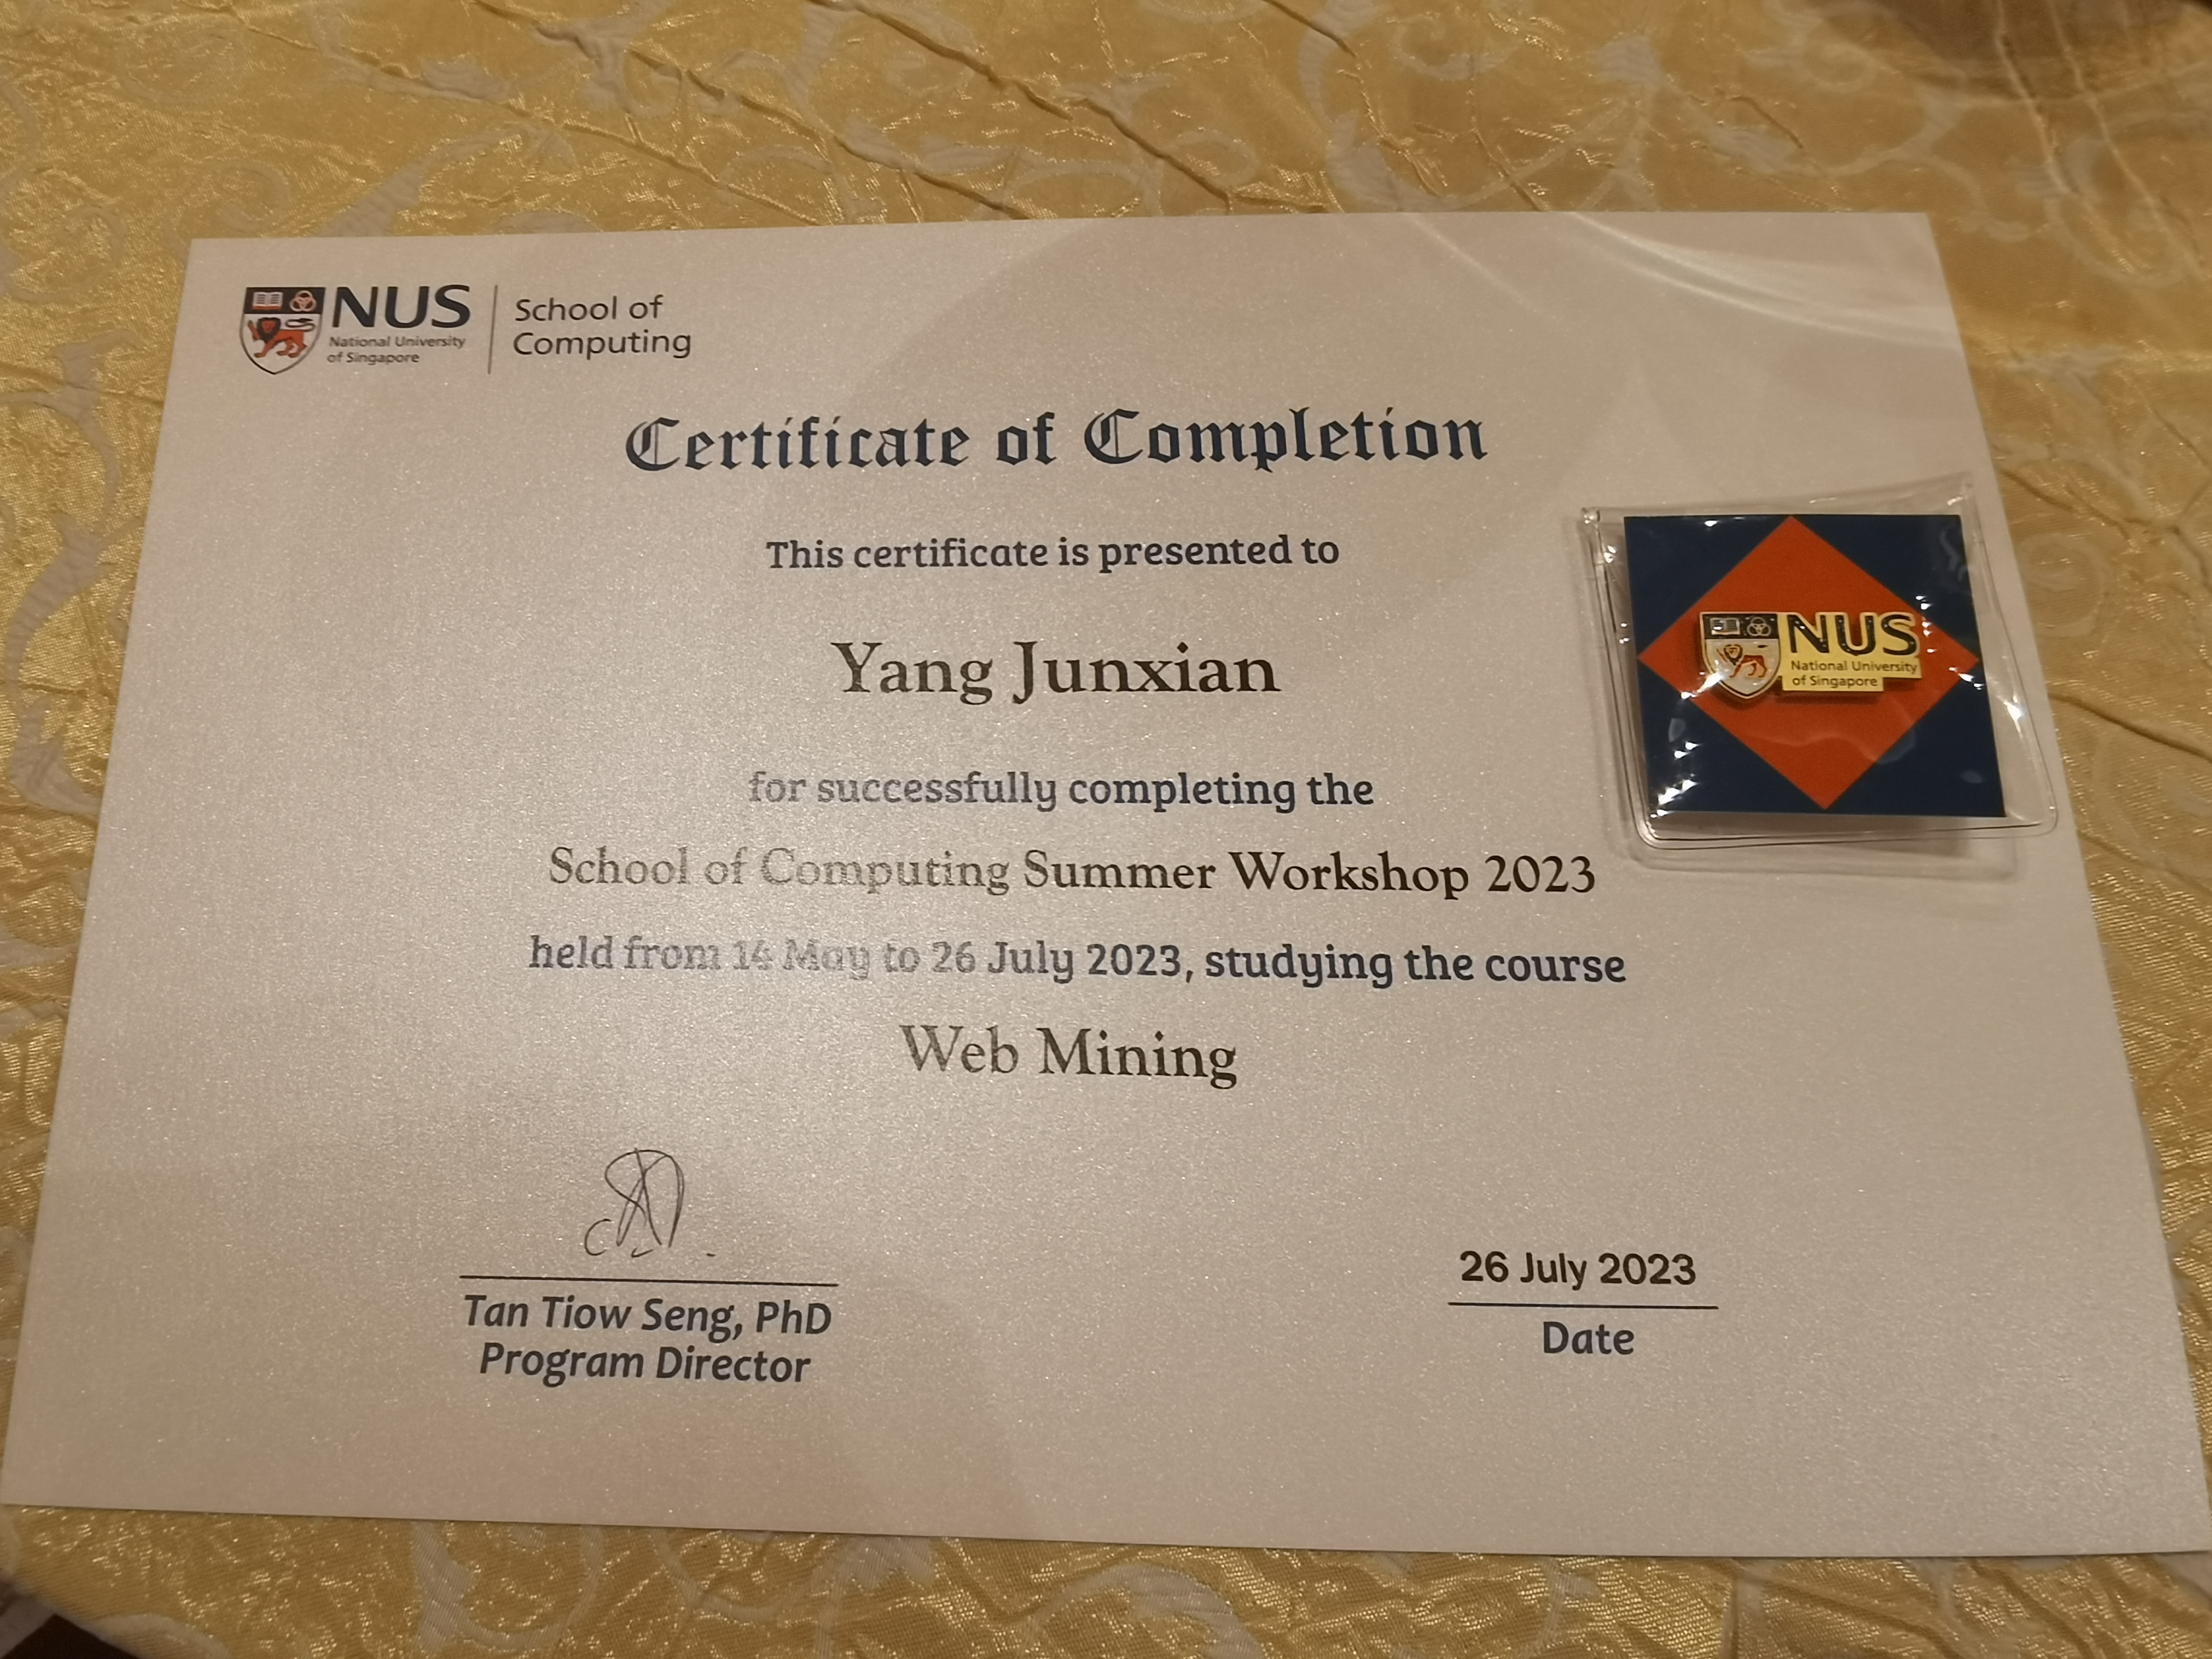 NUS
National University
of Singapore
School of
Computing
Certificate of Completion
This certificate is presented to
Yang Junxian
for successfully completing the
School of Computing Summer Workshop 2023
held from 14 May to 26 July 2023, studying the course
Web Mining
Tan Tiow Seng, PhD
Program Director
26 July 2023
Date
NUS
National University
of Singapore